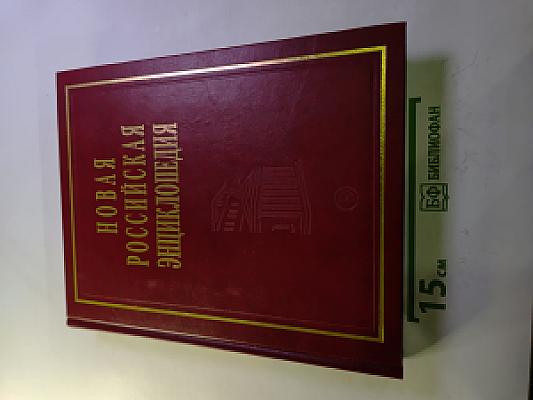 НОВАЯ
РОССИЙСКАЯ
ЭНЦИКЛОПЕДИЯ
БФ БИБЛИОФАН
15 см